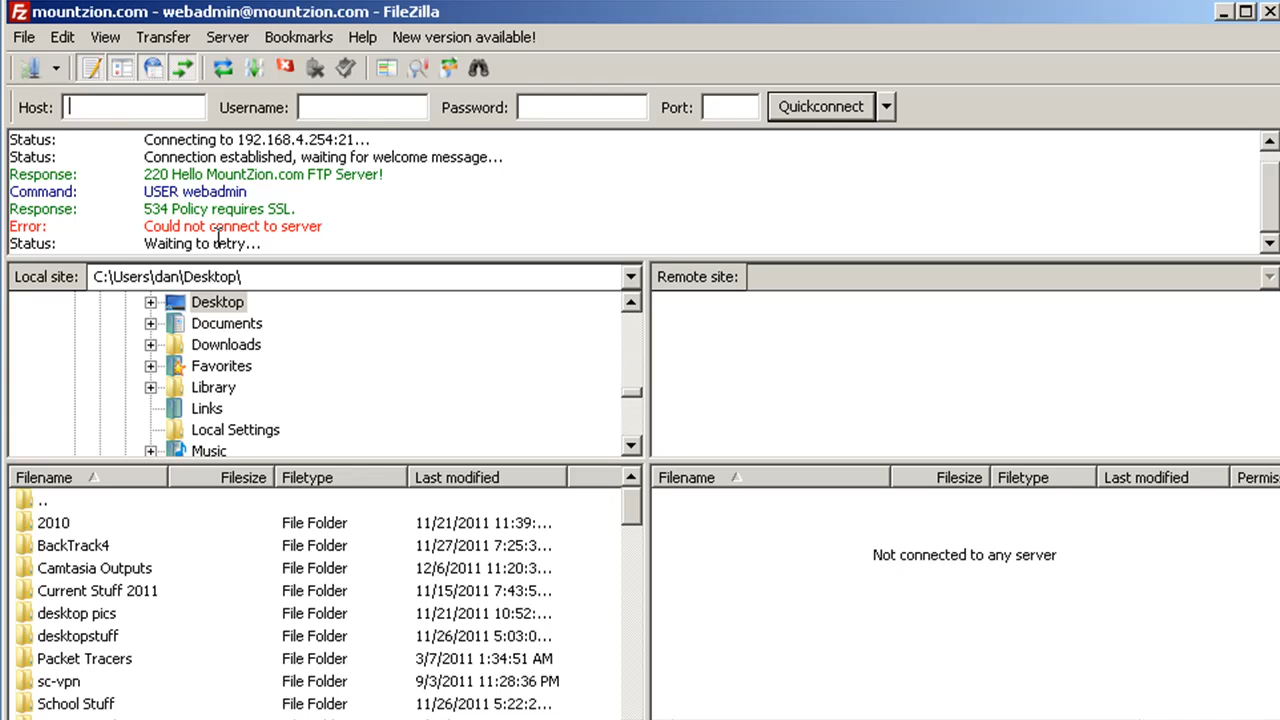 mountzion.com - webadmin@mountzion.com - FileZilla
File Edit View Transfer Server Bookmarks Help New version available!
Host: Username: Password: Port: Quickconnect
Status: Connecting to 192.168.4.254:21...
Status: Connection established, waiting for welcome message...
Response: 220 Hello MountZion.com FTP Server!
Command: USER webadmin
Response: 534 Policy requires SSL.
Error: Could not connect to server
Status: Waiting to retry...
Local site: C:\Users\dan\Desktop\ Remote site:
Desktop
Documents
Downloads
Favorites
Library
Links
Local Settings
Music
Filename Filesize Filetype Last modified Filename Filesize Filetype Last modified Permis
..
2010 File Folder 11/21/2011 11:39:...
BackTrack4 File Folder 11/27/2011 7:25:3...
Not connected to any server
Camtasia Outputs File Folder 12/6/2011 11:20:3...
Current Stuff 2011 File Folder 11/15/2011 7:43:5...
desktop pics File Folder 11/21/2011 10:52:...
desktopstuff File Folder 11/26/2011 5:03:0...
Packet Tracers File Folder 3/7/2011 1:34:51 AM
sc-vpn File Folder 9/3/2011 11:28:36 PM
School Stuff File Folder 11/26/2011 5:22:2...